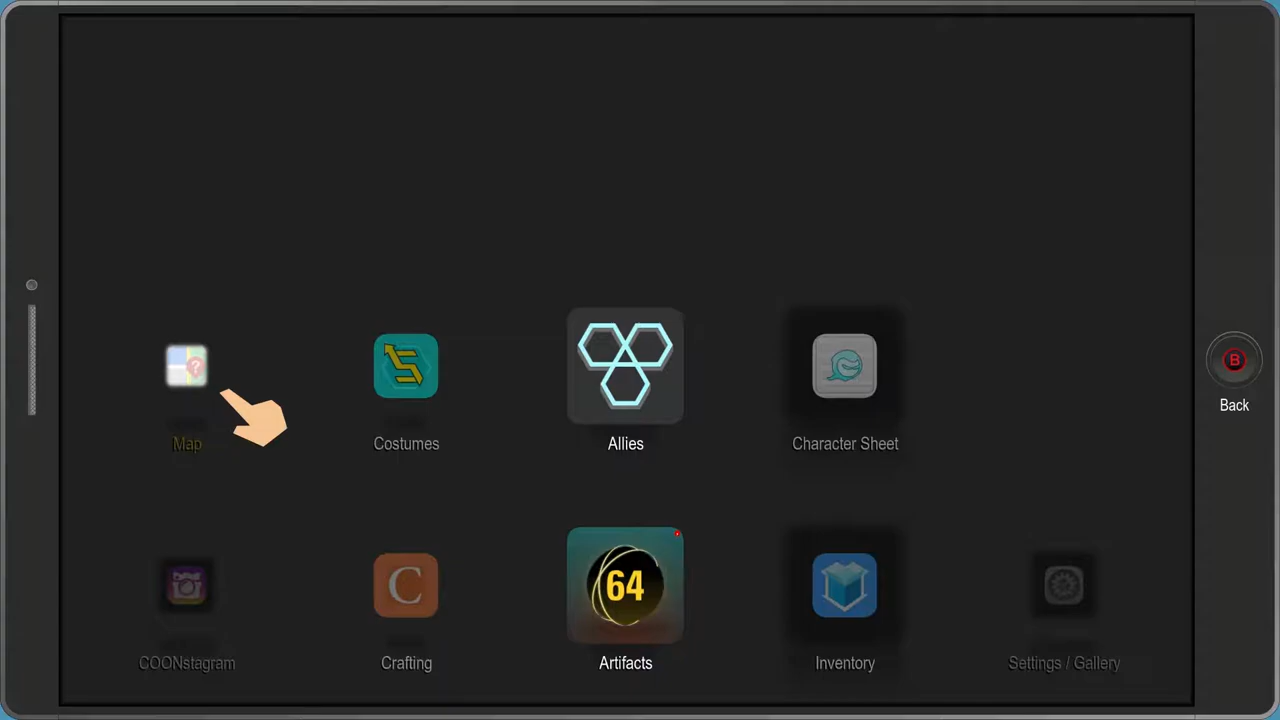 ?
B
Back
Map
Costumes
Allies
Character Sheet
C
64
COONstagram
Crafting
Artifacts
Inventory
Settings / Gallery